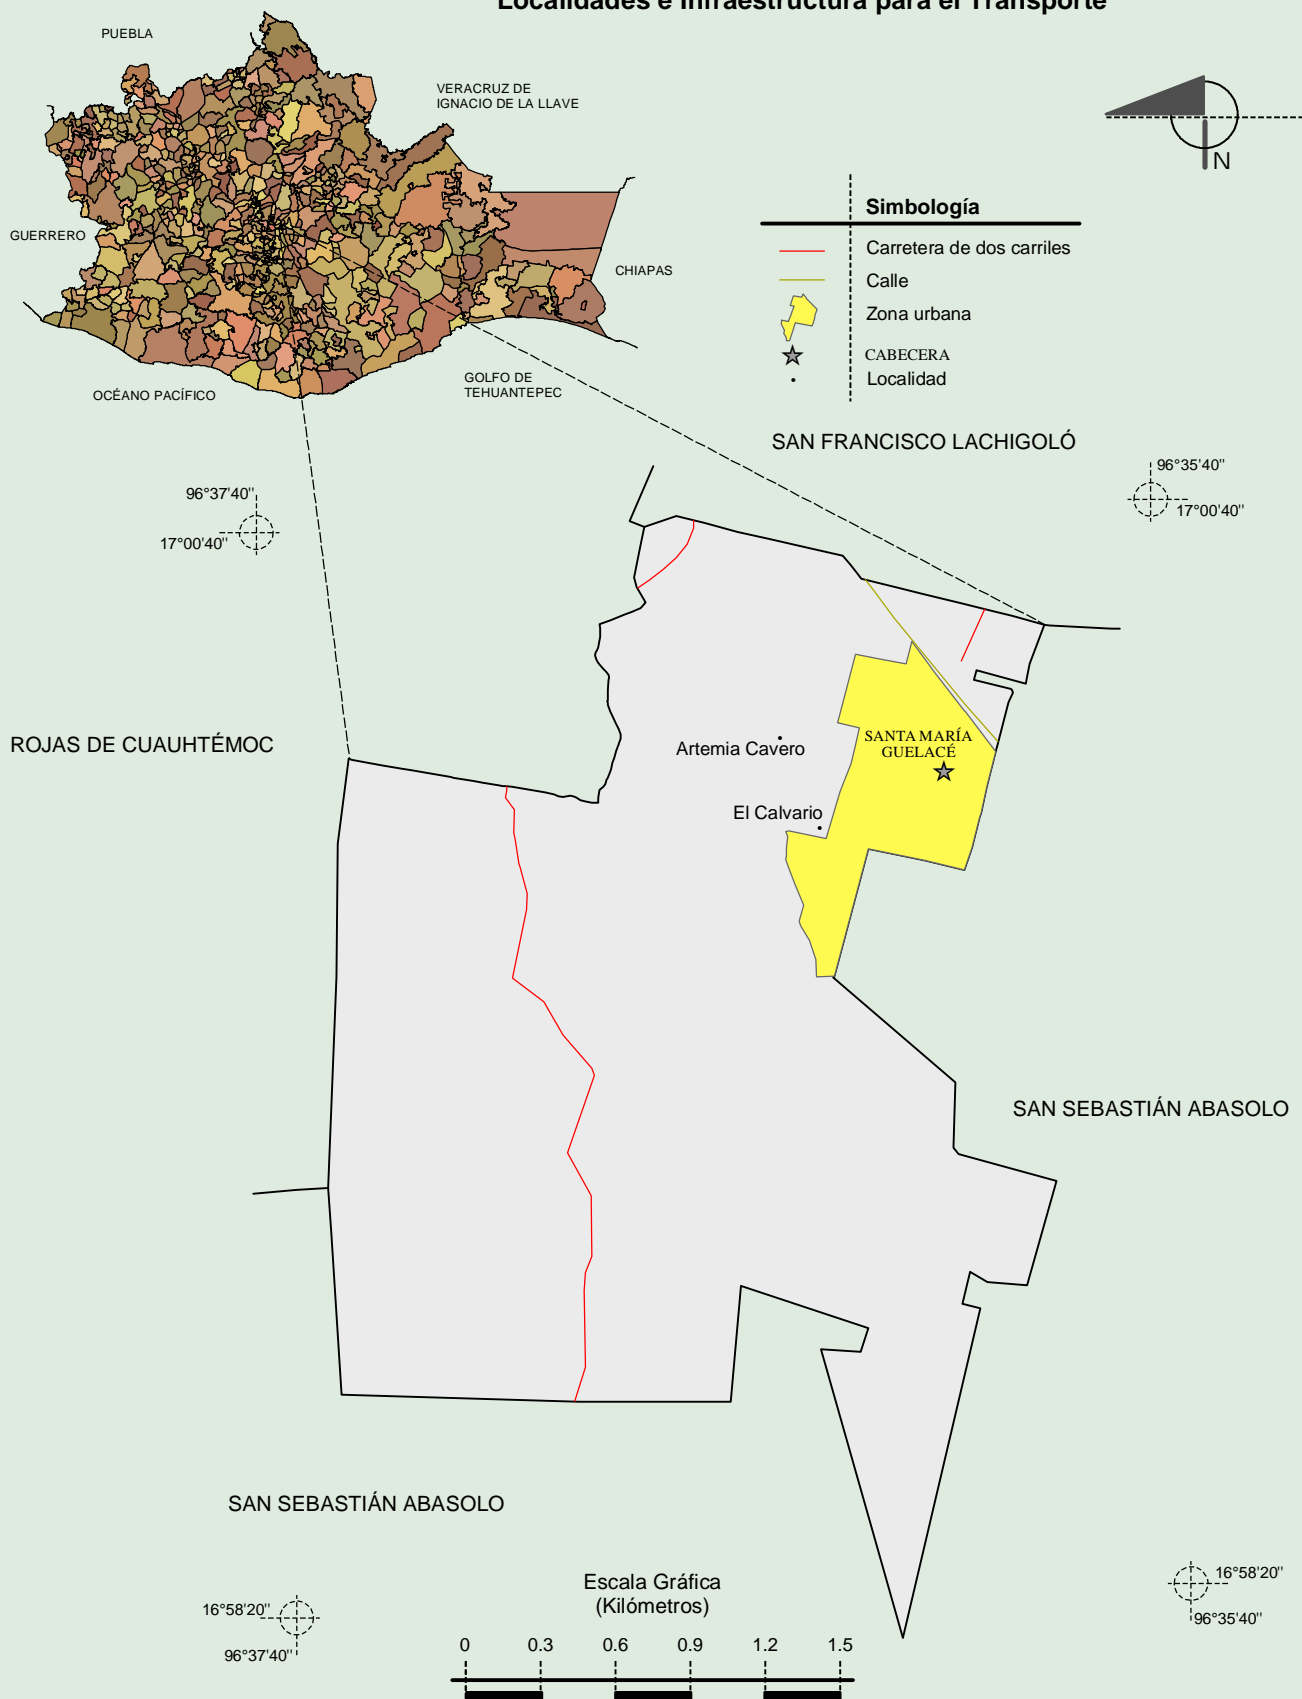 Localidades e Infraestructura para el Transporte
PUEBLA
VERACRUZ DE
IGNACIO DE LA LLAVE
GUERRERO
CHIAPAS
OCÉANO PACÍFICO
GOLFO DE
TEHUANTEPEC
N
Simbología
Carretera de dos carriles
Calle
Zona urbana
CABECERA
Localidad
SAN FRANCISCO LACHIGOLÓ
96°37'40"
17°00'40"
96°35'40"
17°00'40"
ROJAS DE CUAUHTÉMOC
Artemia Cavero
SANTA MARÍA
GUELACÉ
El Calvario
SAN SEBASTIÁN ABASOLO
SAN SEBASTIÁN ABASOLO
16°58'20"
96°37'40"
Escala Gráfica
(Kilómetros)
0 0.3 0.6 0.9 1.2 1.5
16°58'20"
96°35'40"